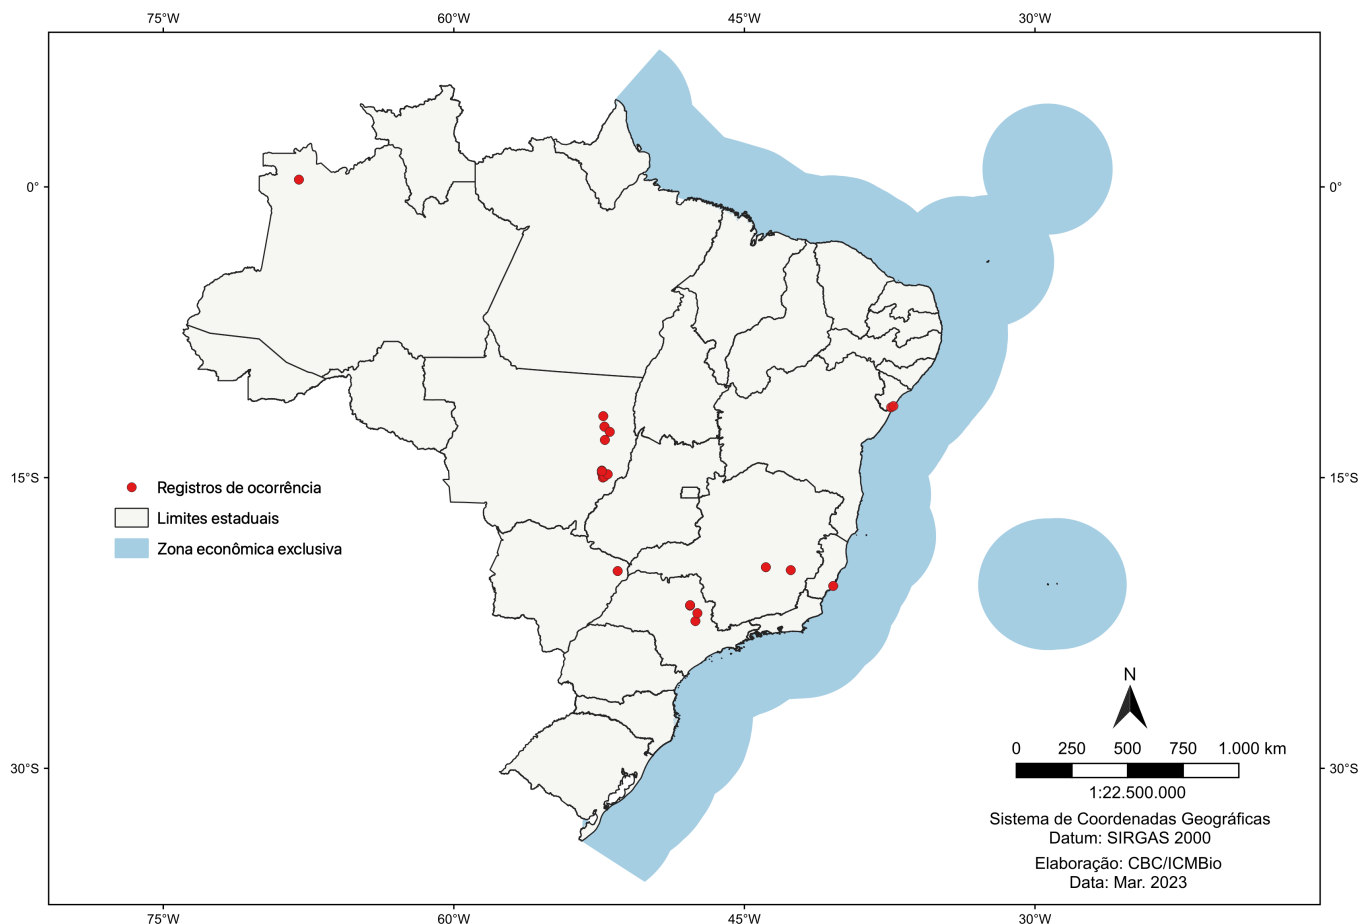 75°W 60°W 45°W 30°W
0° 0°
15°S 15°S
Registros de ocorrência
Limites estaduais
Zona econômica exclusiva
N
0 250 500 750 1.000 km
30°S 30°S
1:22.500.000
Sistema de Coordenadas Geográficas
Datum: SIRGAS 2000
Elaboração: CBC/ICMBio
Data: Mar. 2023
75°W 60°W 45°W 30°W